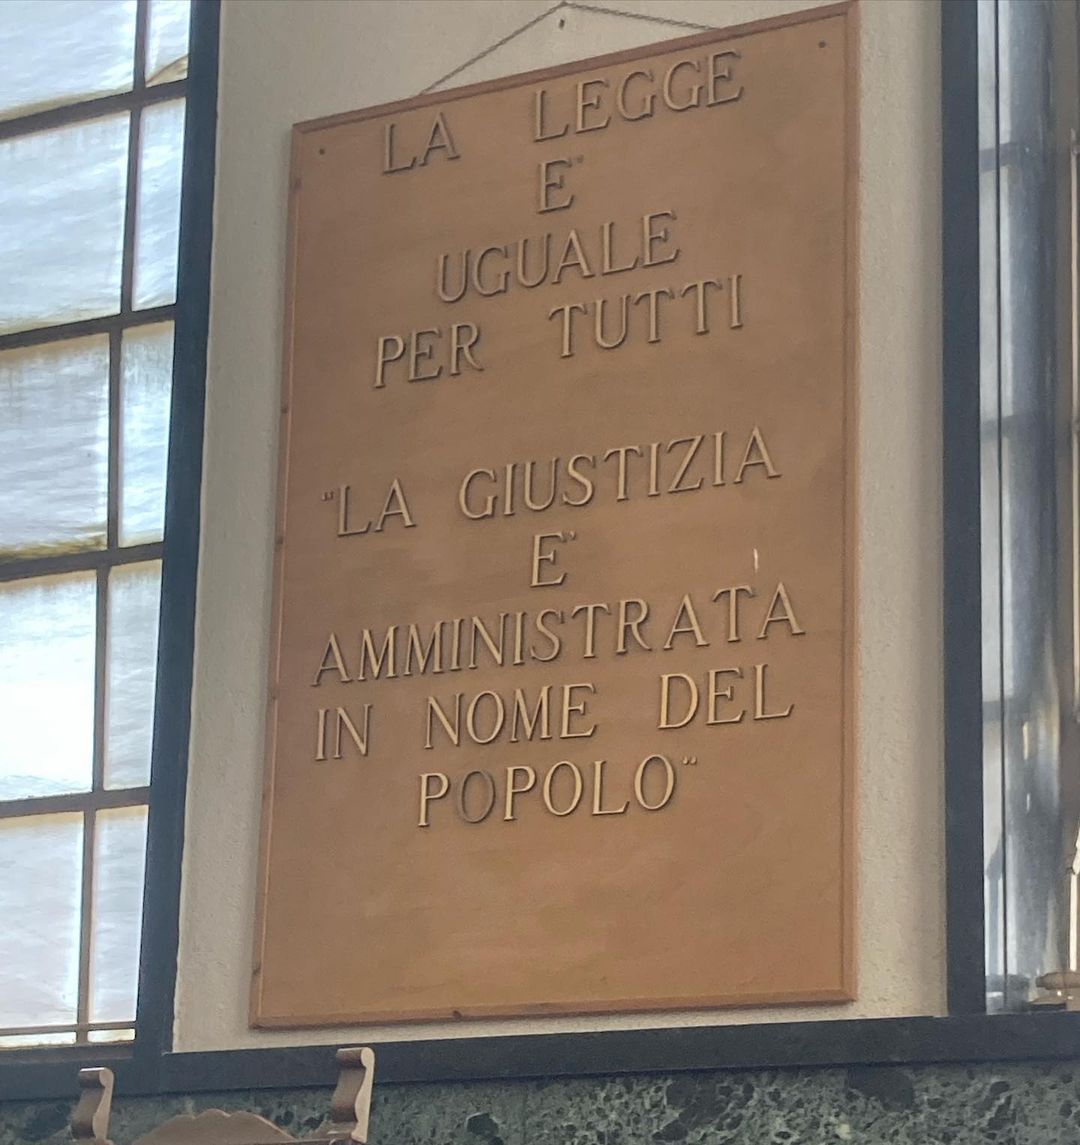 LA LEGGE
E'
UGUALE
PER TUTTI
"LA GIUSTIZIA
E'
AMMINISTRATA
IN NOME DEL
POPOLO"